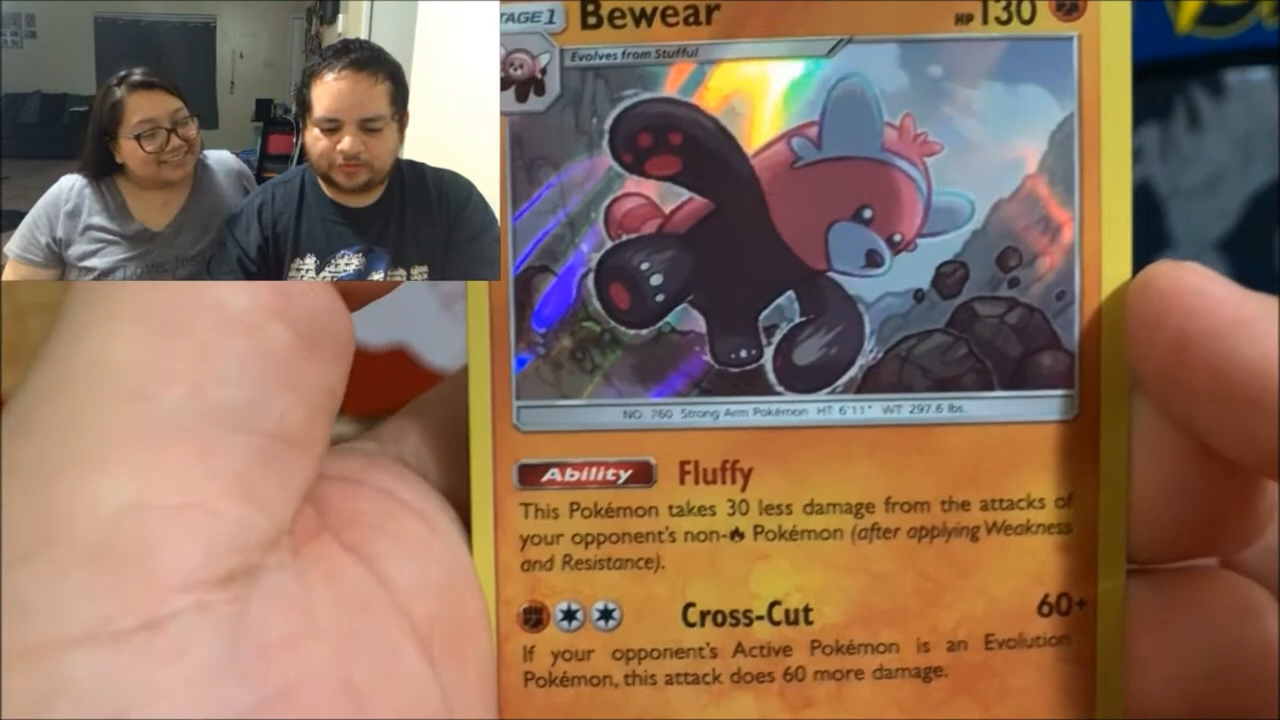 TAGE 1 Bewear HP 130
Evolves from Stufful
NO. 760 Strong Arm Pokémon HT: 6'11" WT: 297.6 lbs.
Ability Fluffy
This Pokémon takes 30 less damage from the attacks of
your opponent's non- Pokémon (after applying Weakness
and Resistance).
Cross-Cut 60+
If your opponent's Active Pokémon is an Evolution
Pokémon, this attack does 60 more damage.